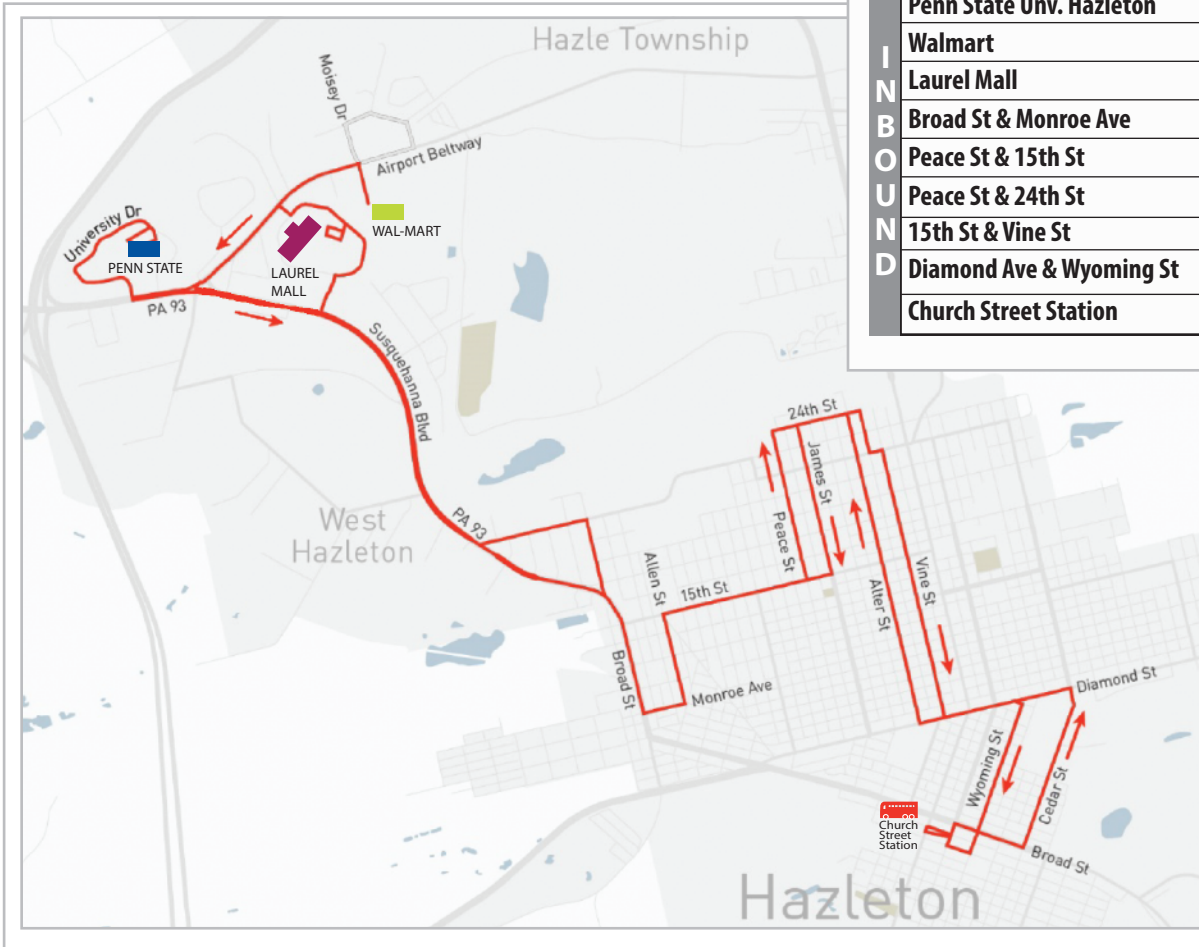 Penn State Unv. Hazleton
Walmart
Laurel Mall
Broad St & Monroe Ave
Peace St & 15th St
Peace St & 24th St
15th St & Vine St
Diamond Ave & Wyoming St
Church Street Station
INBOUND
Hazle Township
Moisey Dr
Airport Beltway
University Dr
WAL-MART
PENN STATE
LAUREL
MALL
PA 93
Susquehanna Blvd
24th St
James St
Peace St
West
Hazleton
PA 93
Allen St
15th St
Alter St
Vine St
Broad St
Monroe Ave
Diamond St
Wyoming St
Cedar St
Church
Street
Station
Broad St
Hazleton